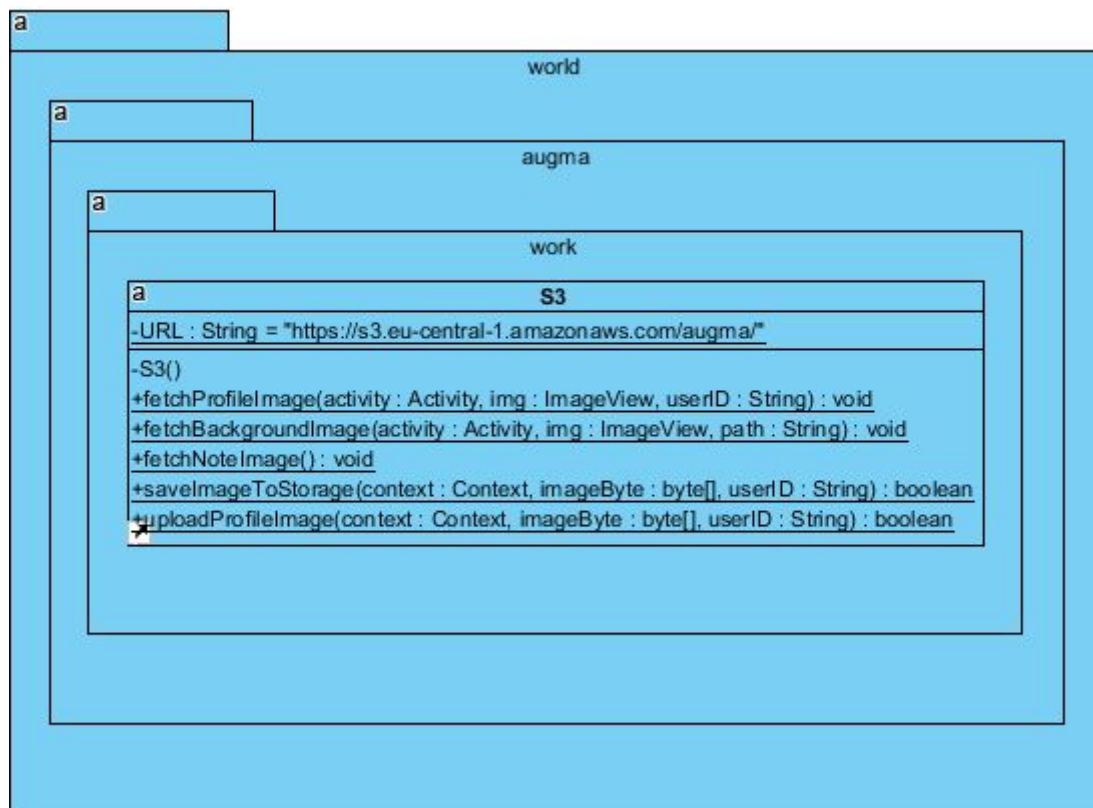 a
world
a
augma
a
work
a
S3
-URL : String = "https://s3.eu-central-1.amazonaws.com/augma/"
-S3()
+fetchProfileImage(activity : Activity, img : ImageView, userID : String) : void
+fetchBackgroundImage(activity : Activity, img : ImageView, path : String) : void
+fetchNoteImage() : void
+saveImageToStorage(context : Context, imageByte : byte[], userID : String) : boolean
+uploadProfileImage(context : Context, imageByte : byte[], userID : String) : boolean